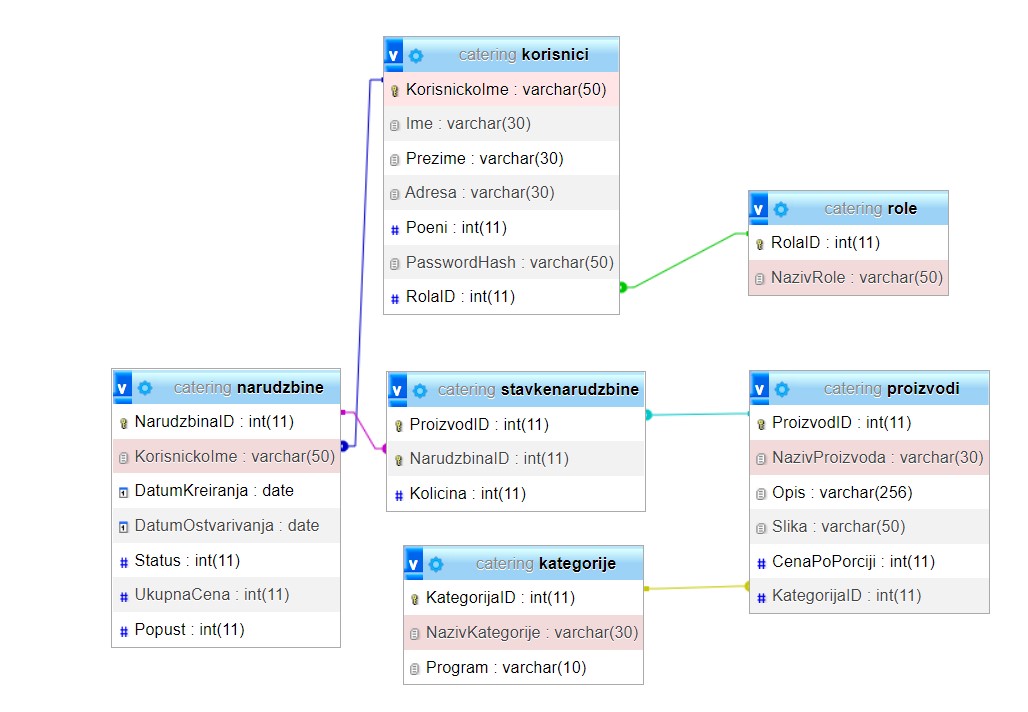 v catering korisnici
KorisnickoIme : varchar(50)
Ime : varchar(30)
Prezime : varchar(30)
Adresa : varchar(30)
# Poeni : int(11)
PasswordHash : varchar(50)
# RolaID : int(11)
v catering role
RolaID : int(11)
NazivRole : varchar(50)
v catering narudzbine
NarudzbinaID : int(11)
KorisnickoIme : varchar(50)
DatumKreiranja : date
DatumOstvarivanja : date
# Status : int(11)
# UkupnaCena : int(11)
# Popust : int(11)
v catering stavkenarudzbine
ProizvodID : int(11)
NarudzbinaID : int(11)
# Kolicina : int(11)
v catering proizvodi
ProizvodID : int(11)
NazivProizvoda : varchar(30)
Opis : varchar(256)
Slika : varchar(50)
# CenaPoPorciji : int(11)
# KategorijaID : int(11)
v catering kategorije
KategorijaID : int(11)
NazivKategorije : varchar(30)
Program : varchar(10)